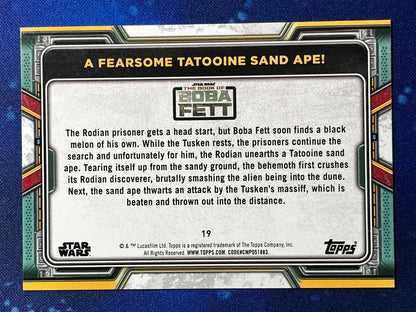 A FEARSOME TATOOINE SAND APE!
STAR WARS
THE BOOK OF
BOBA
FETT
The Rodian prisoner gets a head start, but Boba Fett soon finds a black
melon of his own. While the Tusken rests, the prisoners continue the
search and unfortunately for him, the Rodian unearths a Tatooine sand
ape. Tearing itself up from the sandy ground, the behemoth first crushes
its Rodian discoverer, brutally smashing the alien being into the dune.
Next, the sand ape thwarts an attack by the Tusken's massiff, which is
beaten and thrown out into the distance.
19
STAR
WARS
© & ™ Lucasfilm Ltd. Topps is a registered trademark of The Topps Company, Inc.
All Rights Reserved. WWW.TOPPS.COM. CODE#CMP051883.
Topps